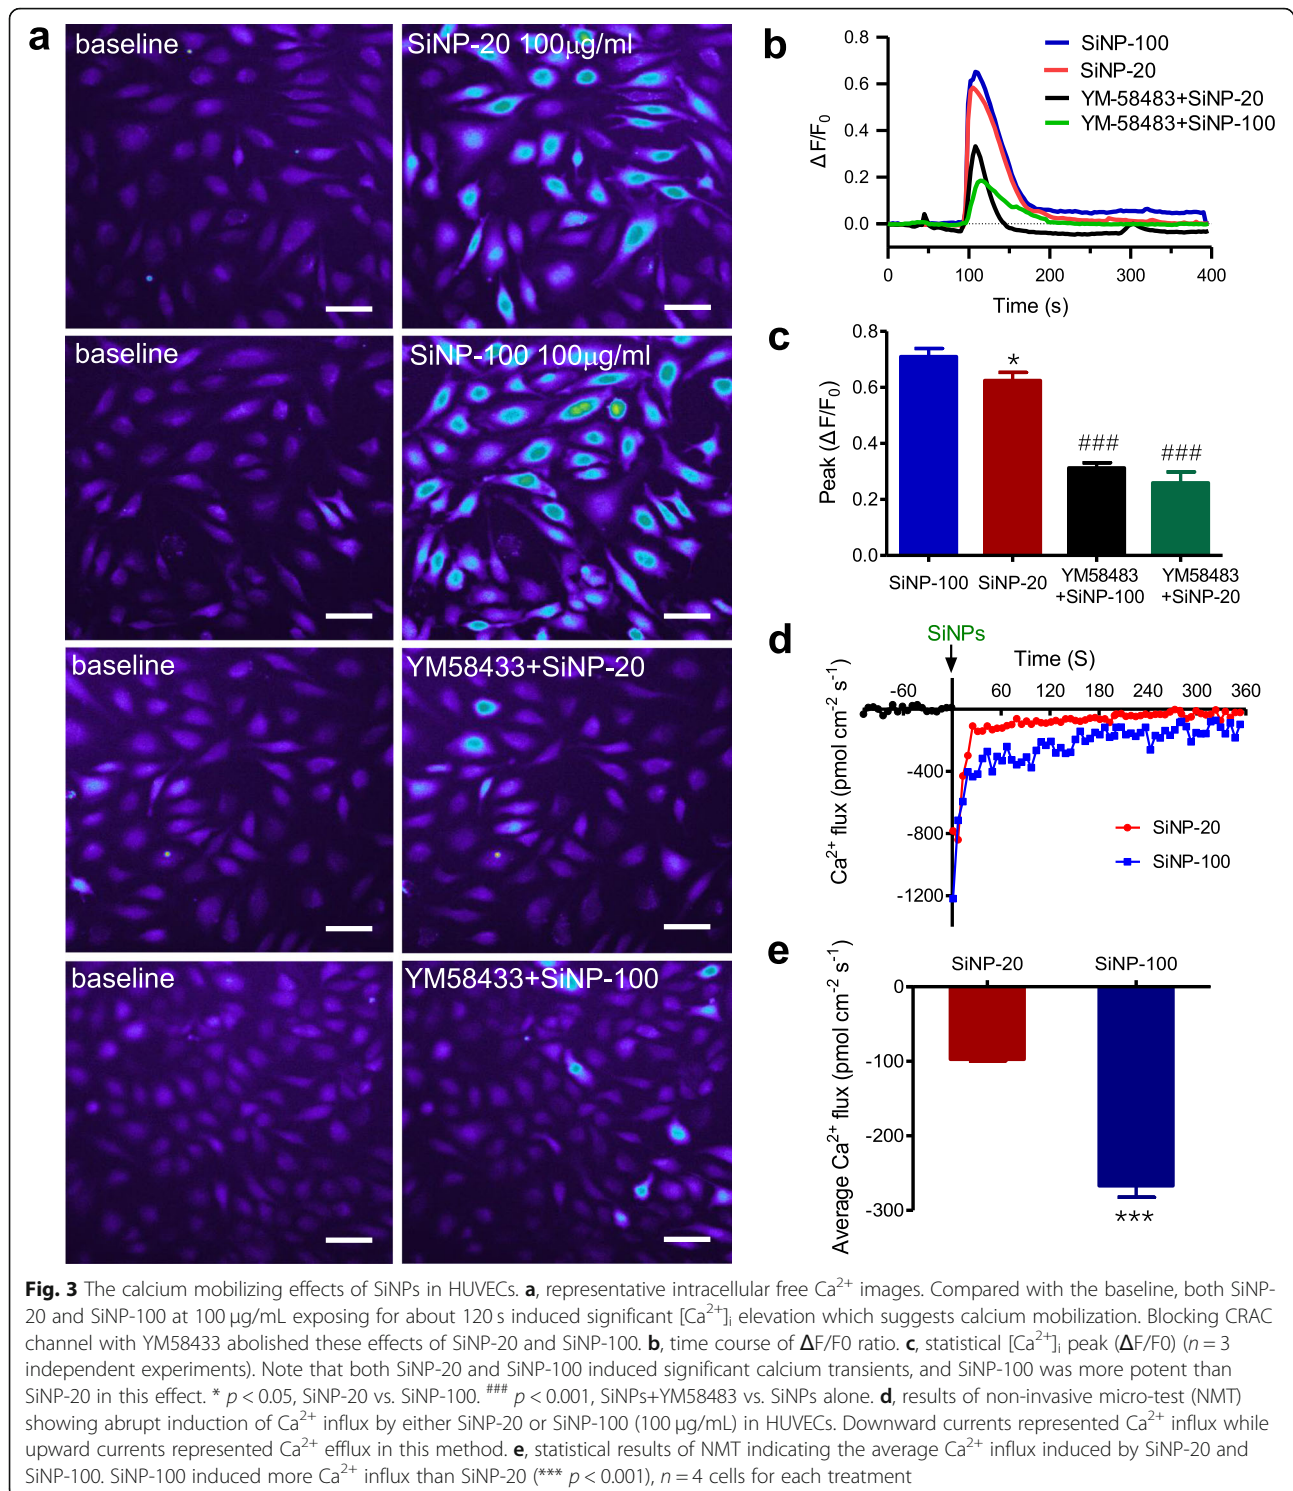 a
baseline
SiNP-20 100μg/ml
baseline
SiNP-100 100μg/ml
baseline
YM58433+SiNP-20
baseline
YM58433+SiNP-100
b
SiNP-100
SiNP-20
YM-58483+SiNP-20
YM-58483+SiNP-100
ΔF/F₀
0.8
0.6
0.4
0.2
0.0
0 100 200 300 400
Time (s)
c
Peak (ΔF/F₀)
0.8
0.6
0.4
0.2
0.0
*
###
###
SiNP-100
SiNP-20
YM58483
+SiNP-100
YM58483
+SiNP-20
d
SiNPs
Time (S)
-60 60 120 180 240 300 360
Ca²⁺ flux (pmol cm⁻² s⁻¹)
-400
-800
-1200
SiNP-20
SiNP-100
e
SiNP-20 SiNP-100
Average Ca²⁺ flux (pmol cm⁻² s⁻¹)
0
-100
-200
-300
***
Fig. 3 The calcium mobilizing effects of SiNPs in HUVECs. a, representative intracellular free Ca²⁺ images. Compared with the baseline, both SiNP-
20 and SiNP-100 at 100 μg/mL exposing for about 120 s induced significant [Ca²⁺]ᵢ elevation which suggests calcium mobilization. Blocking CRAC
channel with YM58433 abolished these effects of SiNP-20 and SiNP-100. b, time course of ΔF/F0 ratio. c, statistical [Ca²⁺]ᵢ peak (ΔF/F0) (n = 3
independent experiments). Note that both SiNP-20 and SiNP-100 induced significant calcium transients, and SiNP-100 was more potent than
SiNP-20 in this effect. * p < 0.05, SiNP-20 vs. SiNP-100. ### p < 0.001, SiNPs+YM58483 vs. SiNPs alone. d, results of non-invasive micro-test (NMT)
showing abrupt induction of Ca²⁺ influx by either SiNP-20 or SiNP-100 (100 μg/mL) in HUVECs. Downward currents represented Ca²⁺ influx while
upward currents represented Ca²⁺ efflux in this method. e, statistical results of NMT indicating the average Ca²⁺ influx induced by SiNP-20 and
SiNP-100. SiNP-100 induced more Ca²⁺ influx than SiNP-20 (*** p < 0.001), n = 4 cells for each treatment